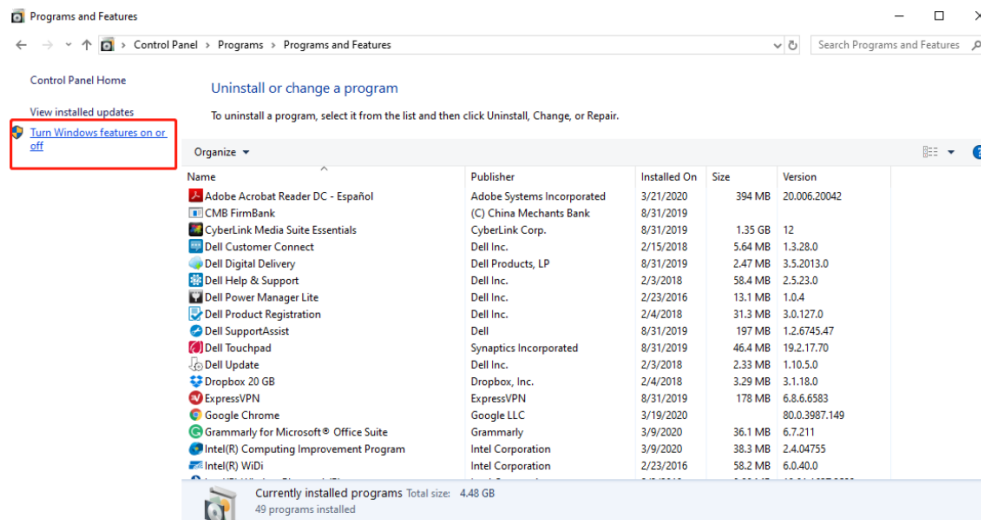 Programs and Features
Control Panel > Programs > Programs and Features
Search Programs and Features
Control Panel Home
View installed updates
Turn Windows features on or
off
Uninstall or change a program
To uninstall a program, select it from the list and then click Uninstall, Change, or Repair.
Organize
Name Publisher Installed On Size Version
Adobe Acrobat Reader DC - Español Adobe Systems Incorporated 3/21/2020 394 MB 20.006.20042
CMB FirmBank (C) China Mechants Bank 8/31/2019
CyberLink Media Suite Essentials CyberLink Corp. 8/31/2019 1.35 GB 12
Dell Customer Connect Dell Inc. 2/15/2018 5.64 MB 1.3.28.0
Dell Digital Delivery Dell Products, LP 8/31/2019 2.47 MB 3.5.2013.0
Dell Help & Support Dell Inc. 2/3/2018 58.4 MB 2.5.23.0
Dell Power Manager Lite Dell Inc. 2/23/2016 13.1 MB 1.0.4
Dell Product Registration Dell Inc. 2/4/2018 31.3 MB 3.0.127.0
Dell SupportAssist Dell 8/31/2019 197 MB 1.2.6745.47
Dell Touchpad Synaptics Incorporated 8/31/2019 46.4 MB 19.2.17.70
Dell Update Dell Inc. 2/3/2018 2.33 MB 1.10.5.0
Dropbox 20 GB Dropbox, Inc. 2/4/2018 3.29 MB 3.1.18.0
ExpressVPN ExpressVPN 8/31/2019 178 MB 6.8.6.6583
Google Chrome Google LLC 3/19/2020 80.0.3987.149
Grammarly for Microsoft® Office Suite Grammarly 3/9/2020 36.1 MB 6.7.211
Intel(R) Computing Improvement Program Intel Corporation 3/9/2020 38.3 MB 2.4.04755
Intel(R) WiDi Intel Corporation 2/23/2016 58.2 MB 6.0.40.0
Currently installed programs Total size: 4.48 GB
49 programs installed